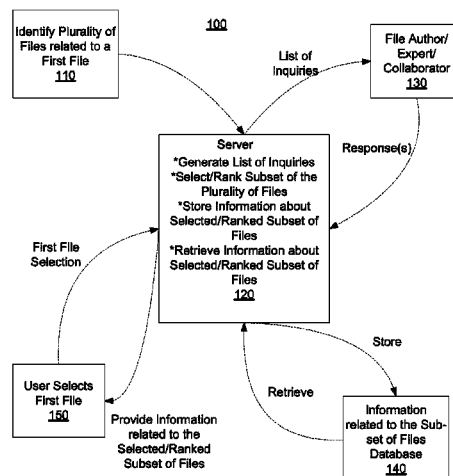 Identify Plurality of
Files related to a
First File
110
100
List of
Inquiries
File Author/
Expert/
Collaborator
130
Server
*Generate List of Inquiries
*Select/Rank Subset of the
Plurality of Files
*Store Information about
Selected/Ranked Subset of
Files
*Retrieve Information about
Selected/Ranked Subset of
Files
120
Response(s)
First File
Selection
User Selects
First File
150
Provide Information
related to the
Selected/Ranked
Subset of Files
Retrieve
Store
Information
related to the Sub-
set of Files
Database
140